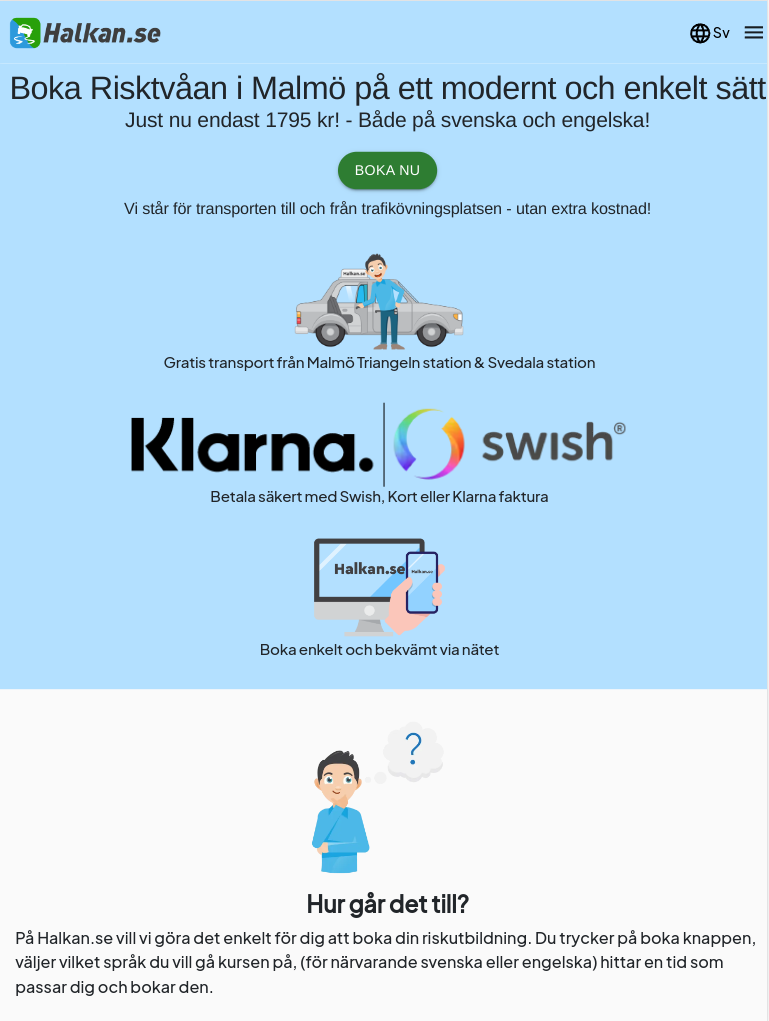 Halkan.se
Sv
Boka Risktvåan i Malmö på ett modernt och enkelt sätt
Just nu endast 1795 kr! - Både på svenska och engelska!
BOKA NU
Vi står för transporten till och från trafikövningsplatsen - utan extra kostnad!
Halkan.se
Gratis transport från Malmö Triangeln station & Svedala station
Klarna.
swish®
Betala säkert med Swish, Kort eller Klarna faktura
Halkan.se
Halkan.se
Boka enkelt och bekvämt via nätet
?
Hur går det till?
På Halkan.se vill vi göra det enkelt för dig att boka din riskutbildning. Du trycker på boka knappen,
väljer vilket språk du vill gå kursen på, (för närvarande svenska eller engelska) hittar en tid som
passar dig och bokar den.